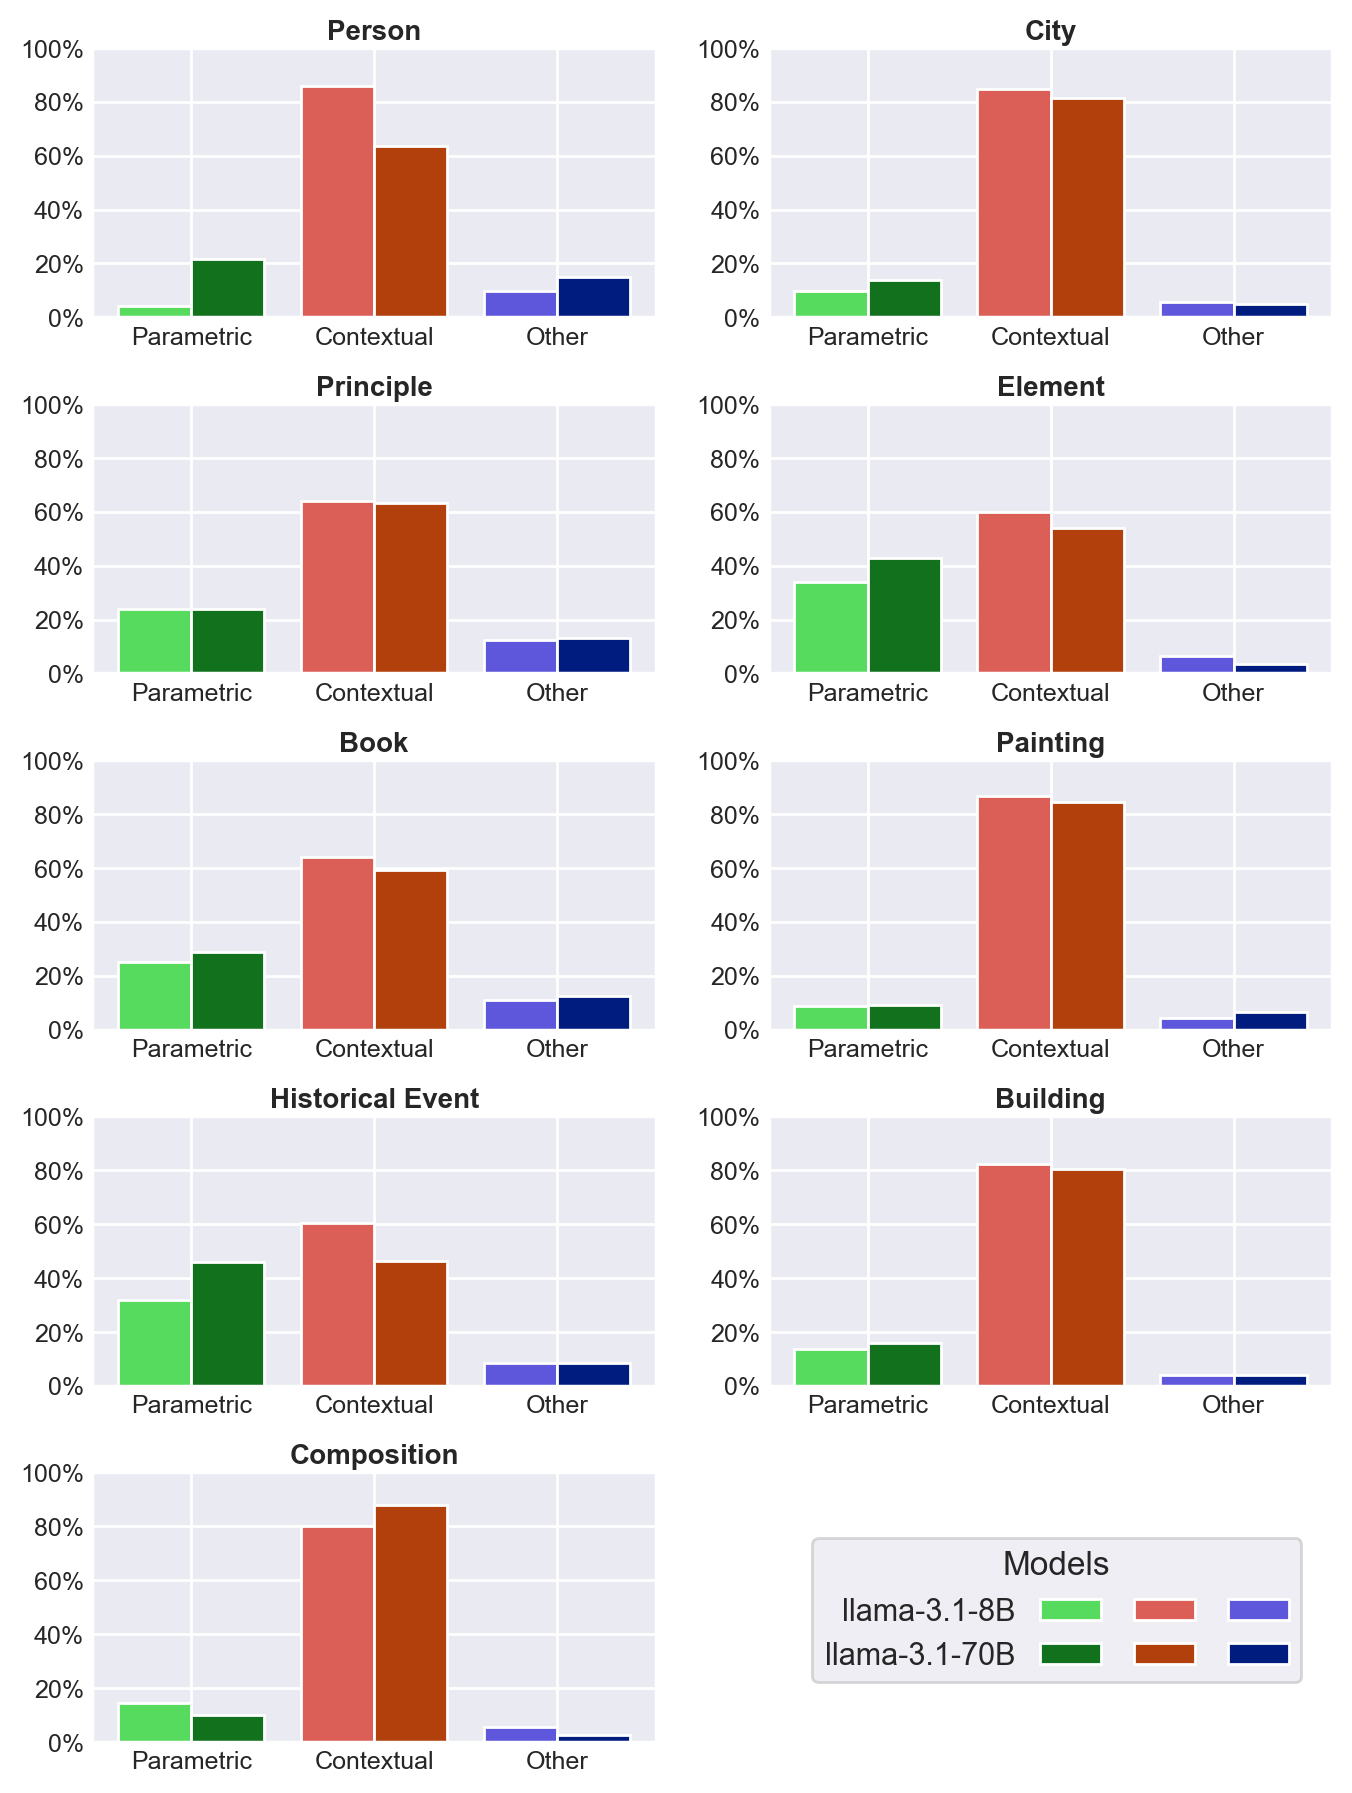 Person
100%
80%
60%
40%
20%
0%
Parametric Contextual Other
City
100%
80%
60%
40%
20%
0%
Parametric Contextual Other
Principle
100%
80%
60%
40%
20%
0%
Parametric Contextual Other
Element
100%
80%
60%
40%
20%
0%
Parametric Contextual Other
Book
100%
80%
60%
40%
20%
0%
Parametric Contextual Other
Painting
100%
80%
60%
40%
20%
0%
Parametric Contextual Other
Historical Event
100%
80%
60%
40%
20%
0%
Parametric Contextual Other
Building
100%
80%
60%
40%
20%
0%
Parametric Contextual Other
Composition
100%
80%
60%
40%
20%
0%
Parametric Contextual Other
Models
llama-3.1-8B
llama-3.1-70B